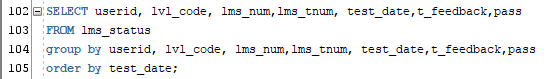 102 SELECT userid, lvl_code, lms_num,lms_tnum, test_date,t_feedback,pass
103 FROM lms_status
104 group by userid, lvl_code, lms_num,lms_tnum, test_date,t_feedback,pass
105 order by test_date;